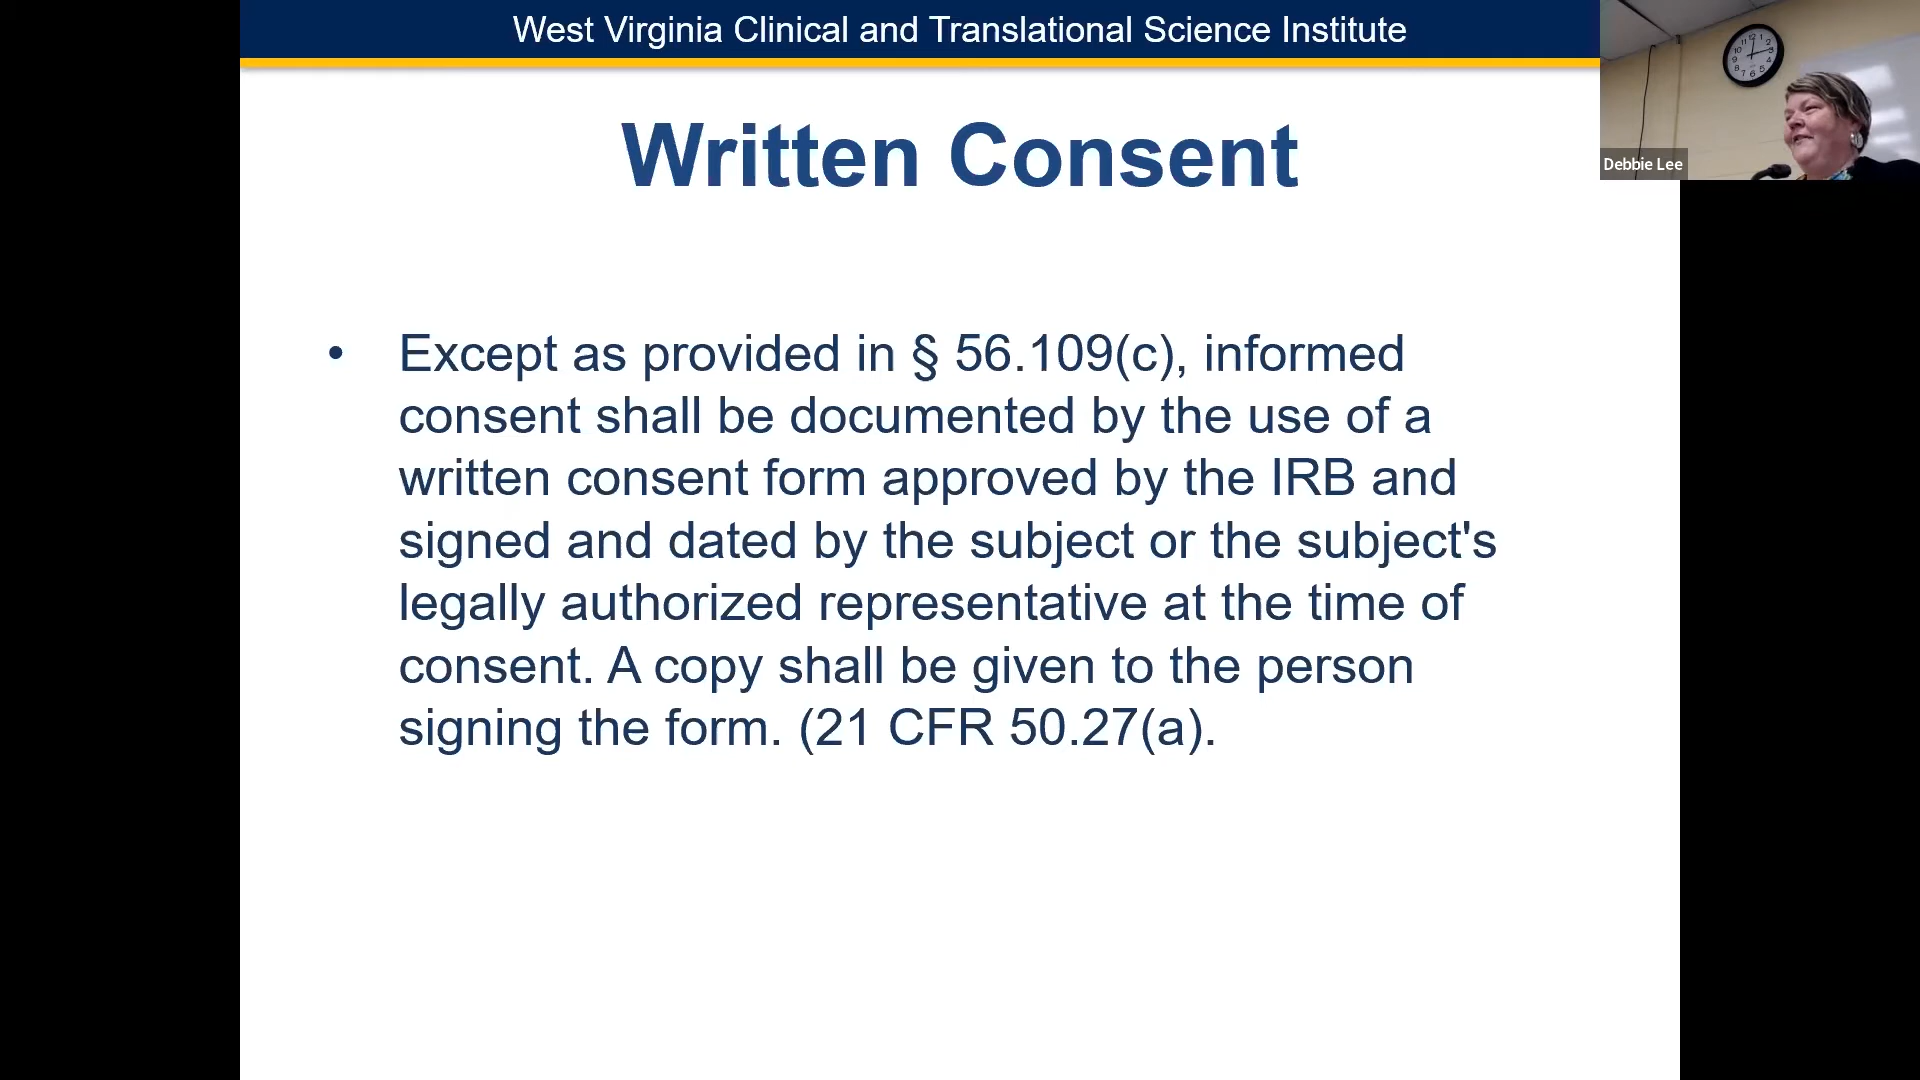 West Virginia Clinical and Translational Science Institute
Debbie Lee
Written Consent
• Except as provided in § 56.109(c), informed
consent shall be documented by the use of a
written consent form approved by the IRB and
signed and dated by the subject or the subject's
legally authorized representative at the time of
consent. A copy shall be given to the person
signing the form. (21 CFR 50.27(a).